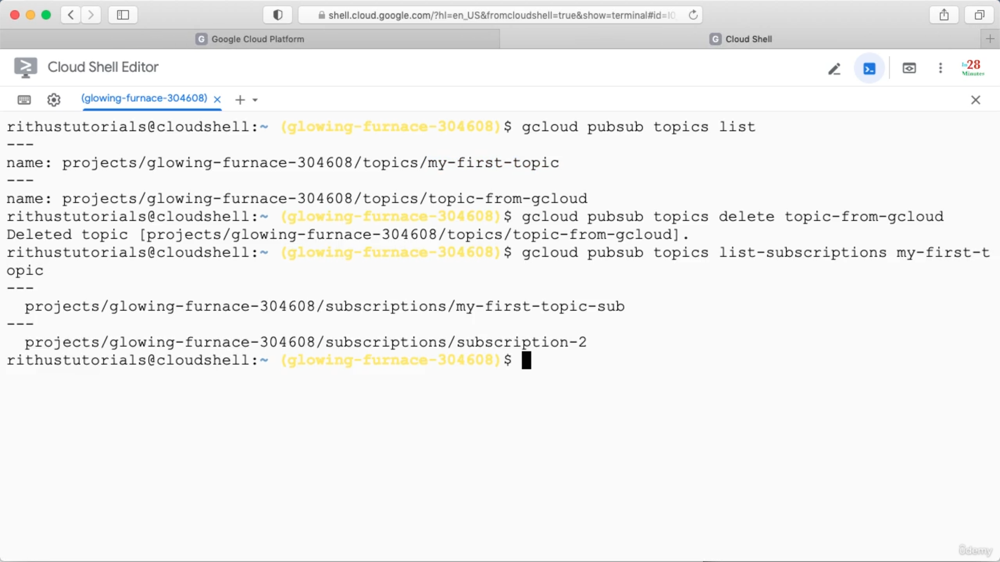 shell.cloud.google.com/?hl=en_US&fromcloudshell=true&show=terminal#id=I0
G Google Cloud Platform
G Cloud Shell
Cloud Shell Editor
In28
Minutes
(glowing-furnace-304608)
rithustutorials@cloudshell:~ (glowing-furnace-304608)$ gcloud pubsub topics list
---
name: projects/glowing-furnace-304608/topics/my-first-topic
---
name: projects/glowing-furnace-304608/topics/topic-from-gcloud
rithustutorials@cloudshell:~ (glowing-furnace-304608)$ gcloud pubsub topics delete topic-from-gcloud
Deleted topic [projects/glowing-furnace-304608/topics/topic-from-gcloud].
rithustutorials@cloudshell:~ (glowing-furnace-304608)$ gcloud pubsub topics list-subscriptions my-first-t
opic
---
  projects/glowing-furnace-304608/subscriptions/my-first-topic-sub
---
  projects/glowing-furnace-304608/subscriptions/subscription-2
rithustutorials@cloudshell:~ (glowing-furnace-304608)$
ûdemy